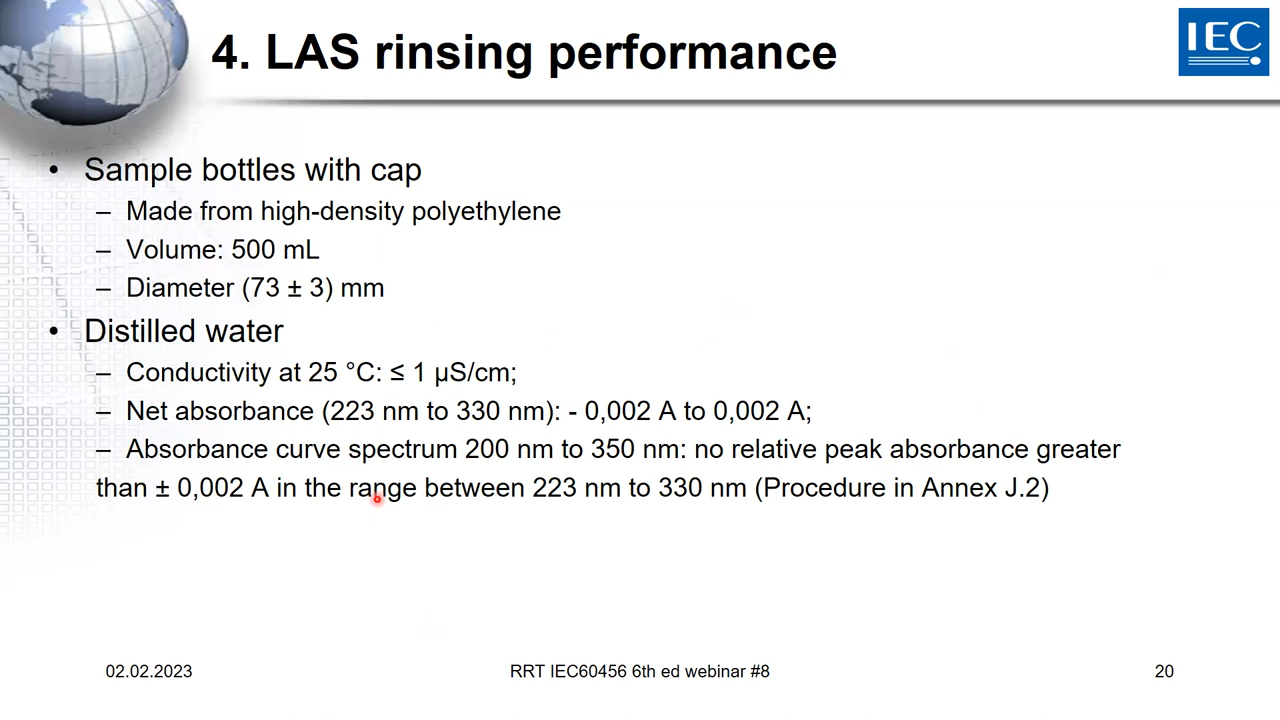 4. LAS rinsing performance
IEC
• Sample bottles with cap
– Made from high-density polyethylene
– Volume: 500 mL
– Diameter (73 ± 3) mm
• Distilled water
– Conductivity at 25 °C: ≤ 1 μS/cm;
– Net absorbance (223 nm to 330 nm): - 0,002 A to 0,002 A;
– Absorbance curve spectrum 200 nm to 350 nm: no relative peak absorbance greater
than ± 0,002 A in the range between 223 nm to 330 nm (Procedure in Annex J.2)
02.02.2023
RRT IEC60456 6th ed webinar #8
20